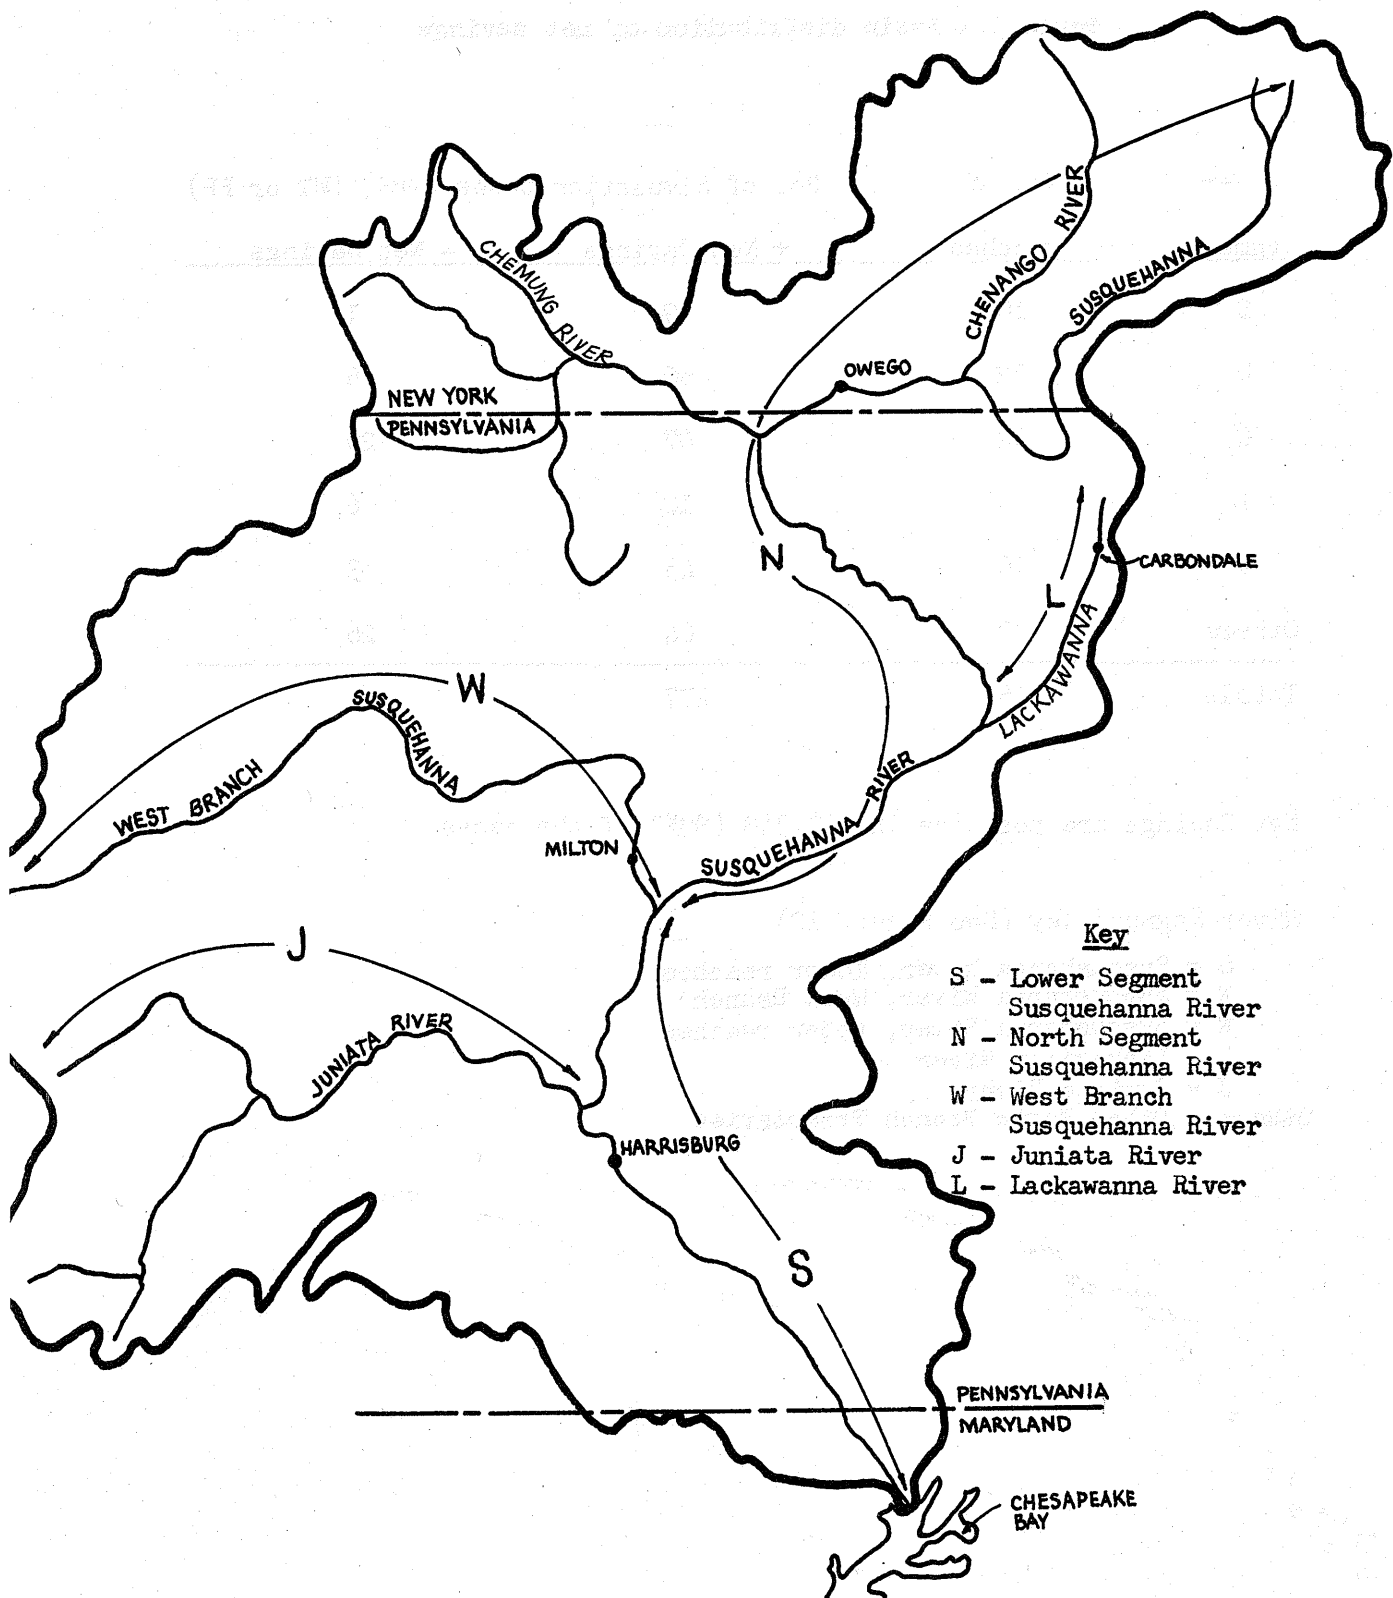 CHEMUNG RIVER
CHENANGO RIVER
SUSQUEHANNA
OWEGO
NEW YORK
PENNSYLVANIA
N
CARBONDALE
L
LACKAWANNA
W
SUSQUEHANNA
WEST BRANCH
RIVER
MILTON
SUSQUEHANNA
J
JUNIATA RIVER
HARRISBURG
S
Key
S - Lower Segment
Susquehanna River
N - North Segment
Susquehanna River
W - West Branch
Susquehanna River
J - Juniata River
L - Lackawanna River
PENNSYLVANIA
MARYLAND
CHESAPEAKE
BAY